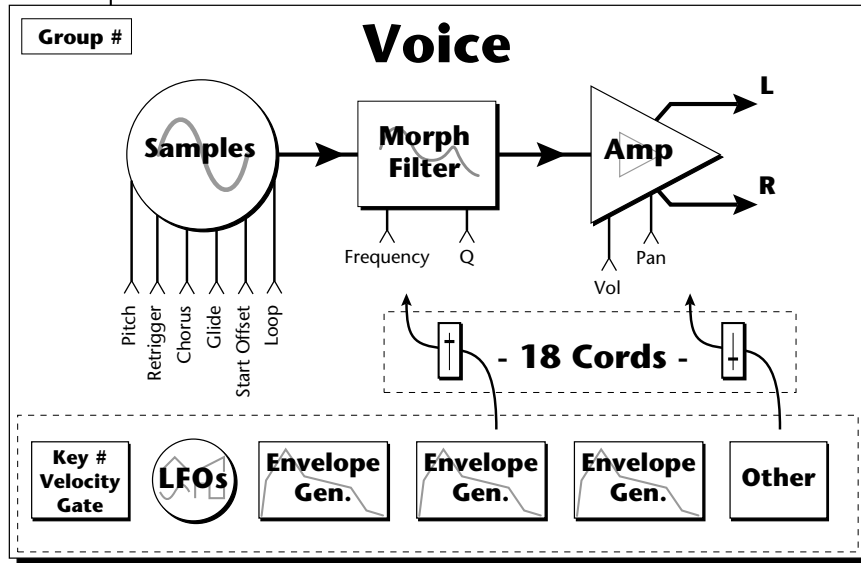 Group #
Voice
Samples
Morph
Filter
Amp
L
R
Frequency
Q
Vol
Pan
Pitch
Retrigger
Chorus
Glide
Start Offset
Loop
- 18 Cords -
Key #
Velocity
Gate
LFOs
Envelope
Gen.
Envelope
Gen.
Envelope
Gen.
Other